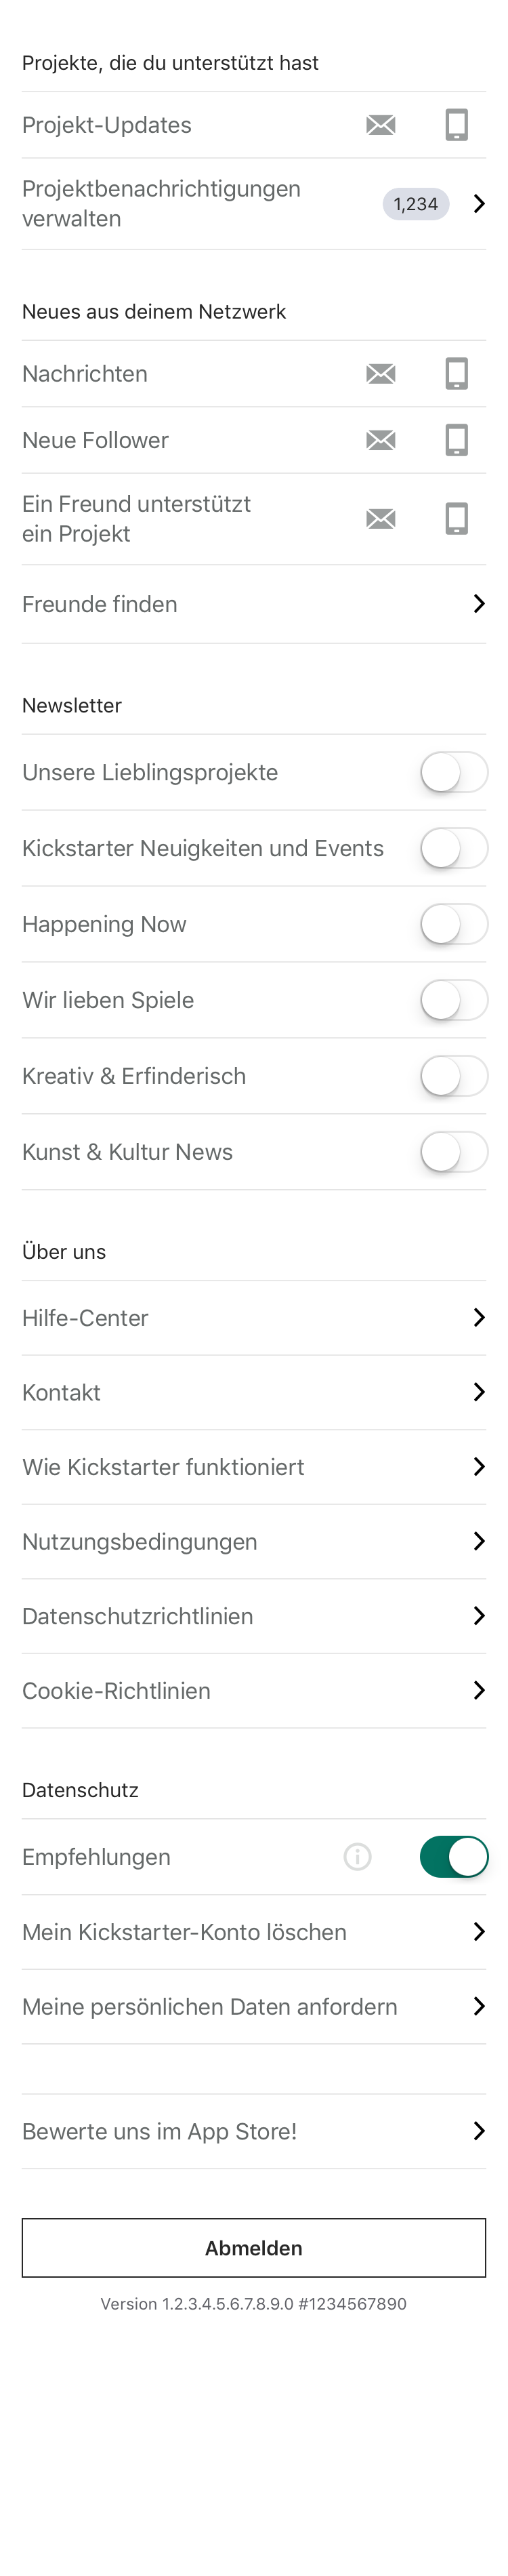 Projekte, die du unterstützt hast
Projekt-Updates
Projektbenachrichtigungen
verwalten
1,234
Neues aus deinem Netzwerk
Nachrichten
Neue Follower
Ein Freund unterstützt
ein Projekt
Freunde finden
Newsletter
Unsere Lieblingsprojekte
Kickstarter Neuigkeiten und Events
Happening Now
Wir lieben Spiele
Kreativ & Erfinderisch
Kunst & Kultur News
Über uns
Hilfe-Center
Kontakt
Wie Kickstarter funktioniert
Nutzungsbedingungen
Datenschutzrichtlinien
Cookie-Richtlinien
Datenschutz
Empfehlungen
Mein Kickstarter-Konto löschen
Meine persönlichen Daten anfordern
Bewerte uns im App Store!
Abmelden
Version 1.2.3.4.5.6.7.8.9.0 #1234567890